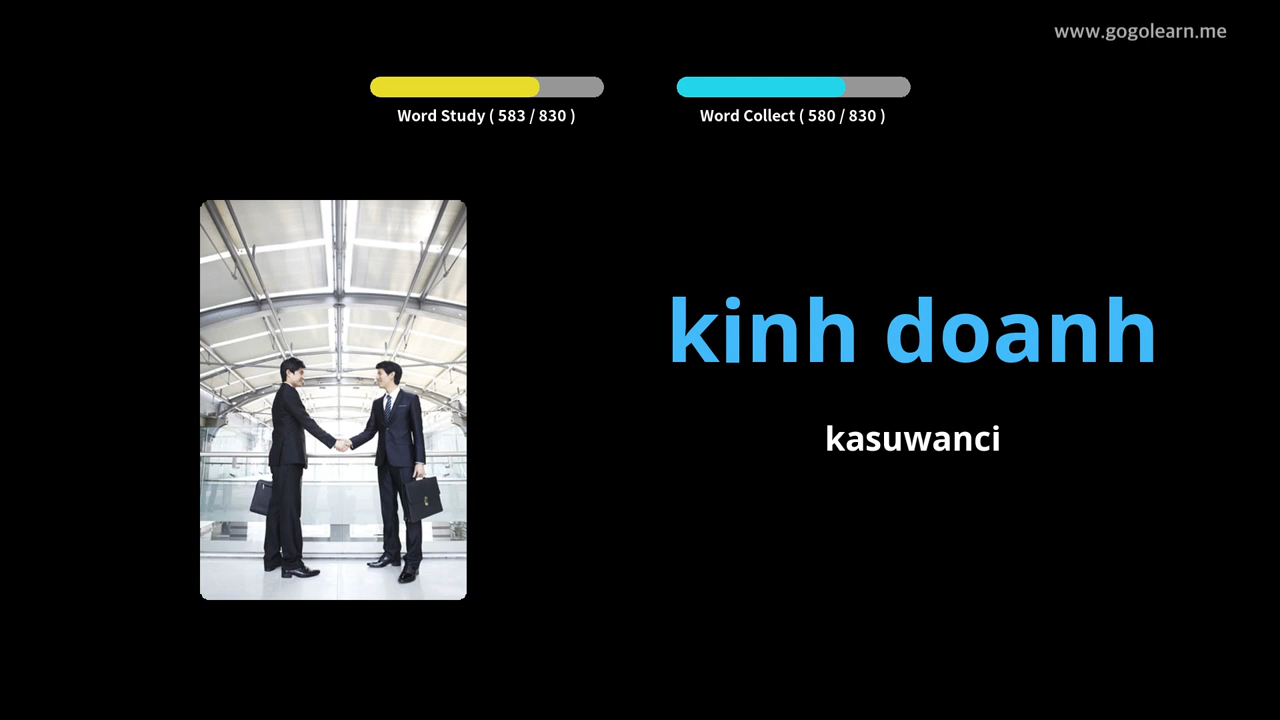 www.gogolearn.me
Word Study ( 583 / 830 )
Word Collect ( 580 / 830 )
kinh doanh
kasuwanci